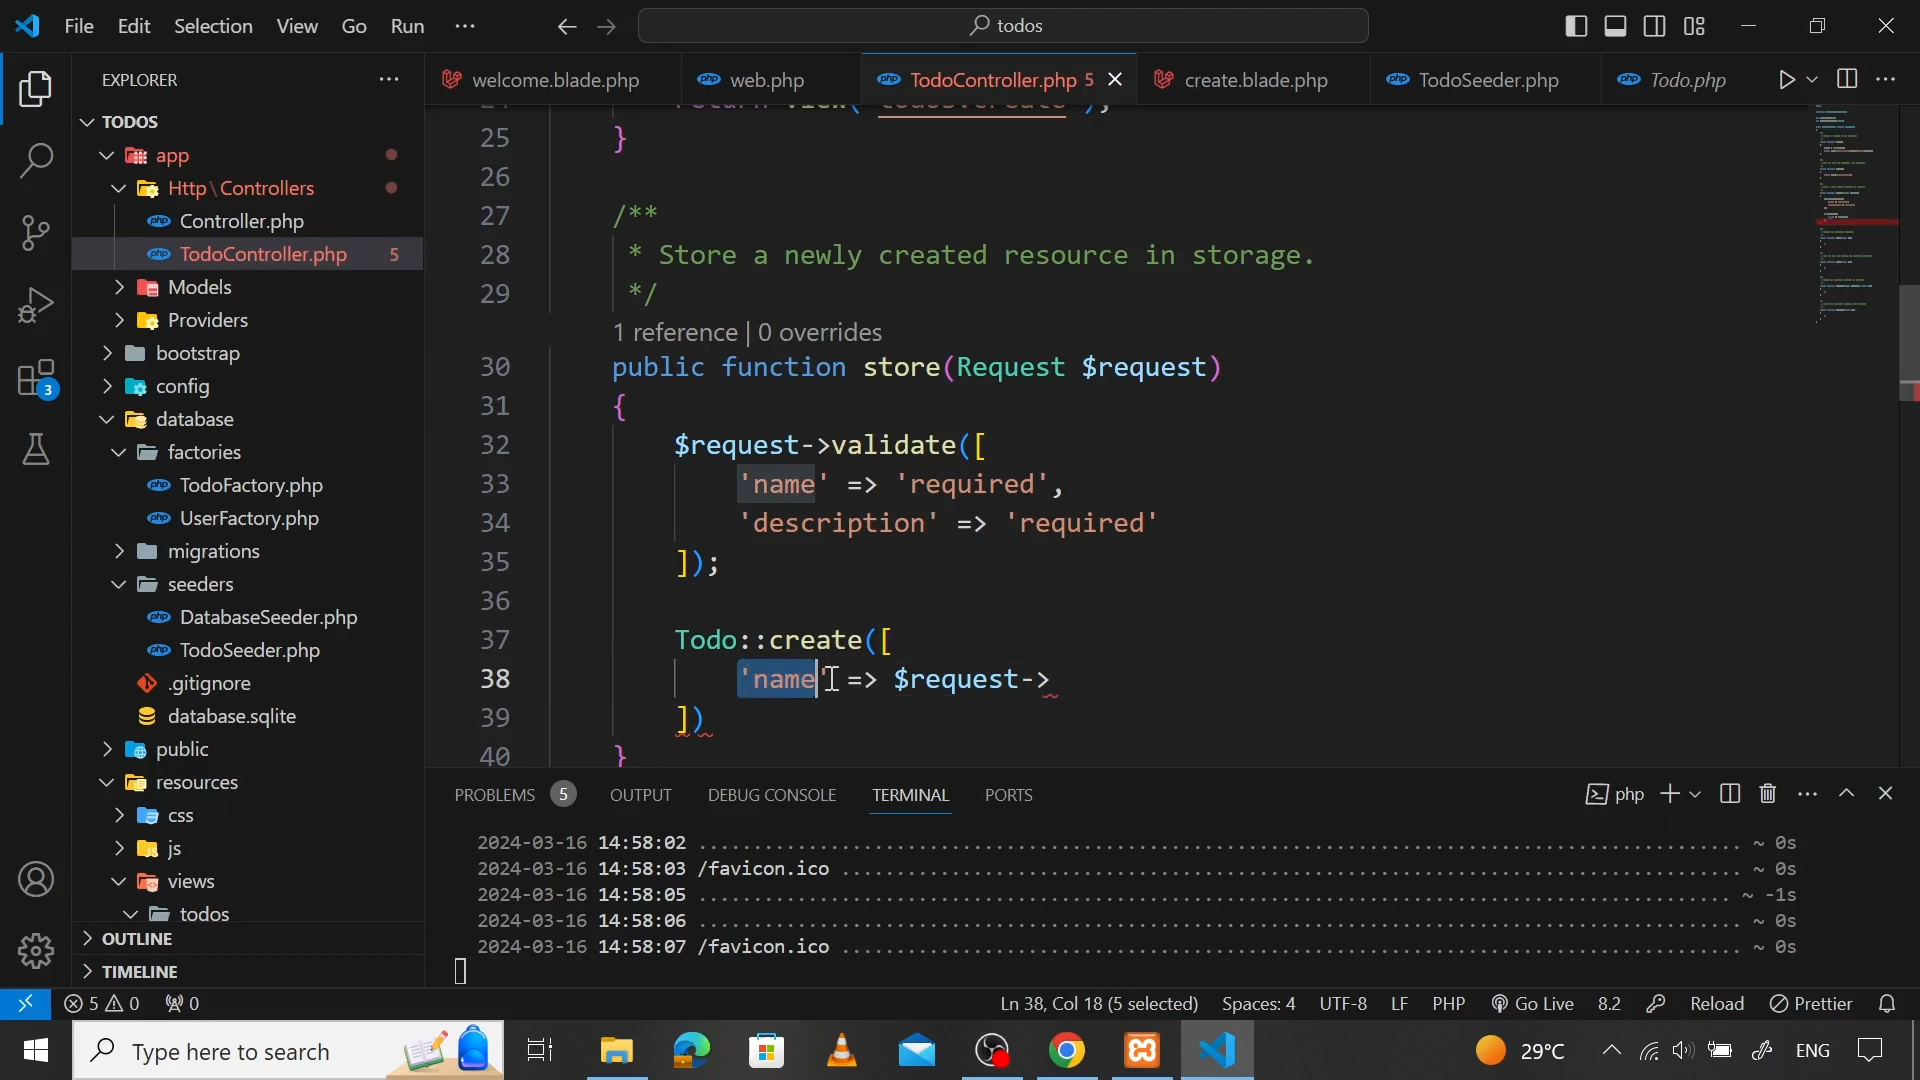 File Edit Selection View Go Run ···
todos
EXPLORER
welcome.blade.php
web.php
TodoController.php 5
create.blade.php
TodoSeeder.php
Todo.php
TODOS
app
Http\Controllers
Controller.php
TodoController.php 5
Models
Providers
bootstrap
config
database
factories
TodoFactory.php
UserFactory.php
migrations
seeders
DatabaseSeeder.php
TodoSeeder.php
.gitignore
database.sqlite
public
resources
css
js
views
todos
OUTLINE
TIMELINE
24 return view('todos.create');
25 }
26
27 /**
28 * Store a newly created resource in storage.
29 */
1 reference | 0 overrides
30 public function store(Request $request)
31 {
32 $request->validate([
33 'name' => 'required',
34 'description' => 'required'
35 ]);
36
37 Todo::create([
38 'name' => $request->
39 ])
40 }
PROBLEMS 5 OUTPUT DEBUG CONSOLE TERMINAL PORTS
php
2024-03-16 14:58:02 ........ ~ 0s
2024-03-16 14:58:03 /favicon.ico ........ ~ 0s
2024-03-16 14:58:05 ........ ~ -1s
2024-03-16 14:58:06 ........ ~ 0s
2024-03-16 14:58:07 /favicon.ico ........ ~ 0s
3
5 0 0
Ln 38, Col 18 (5 selected) Spaces: 4 UTF-8 LF PHP Go Live 8.2 Reload Prettier
Type here to search
29°C
ENG